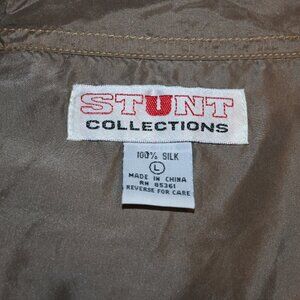 STUNT
COLLECTIONS
100% SILK
L
MADE IN CHINA
RN 85361
REVERSE FOR CARE